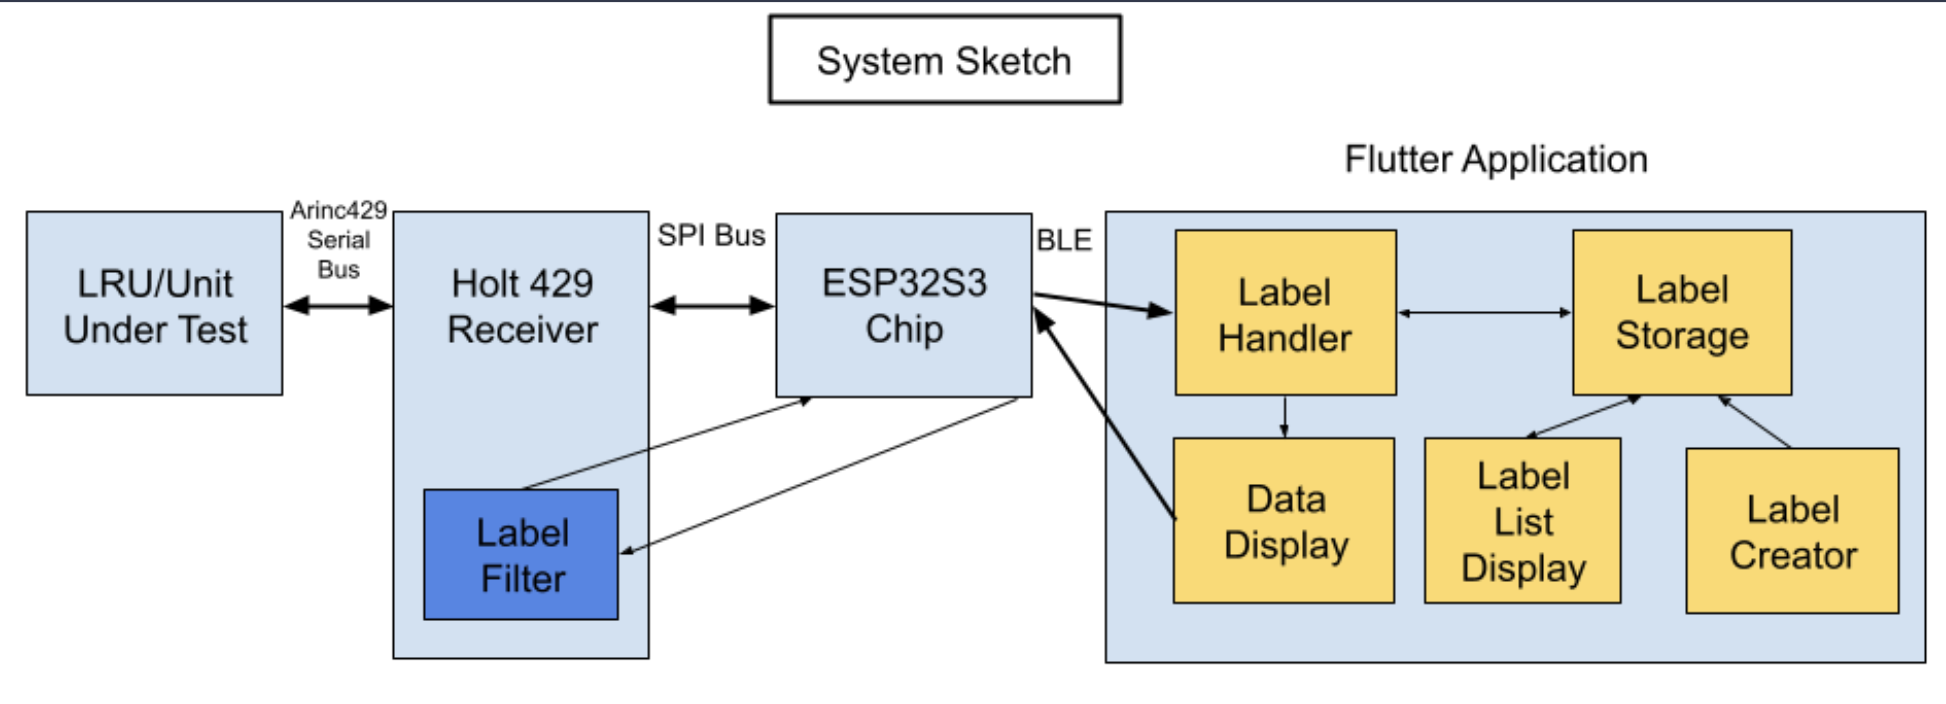 System Sketch
Flutter Application
LRU/Unit
Under Test
Arinc429
Serial
Bus
Holt 429
Receiver
Label
Filter
SPI Bus
ESP32S3
Chip
BLE
Label
Handler
Label
Storage
Data
Display
Label
List
Display
Label
Creator